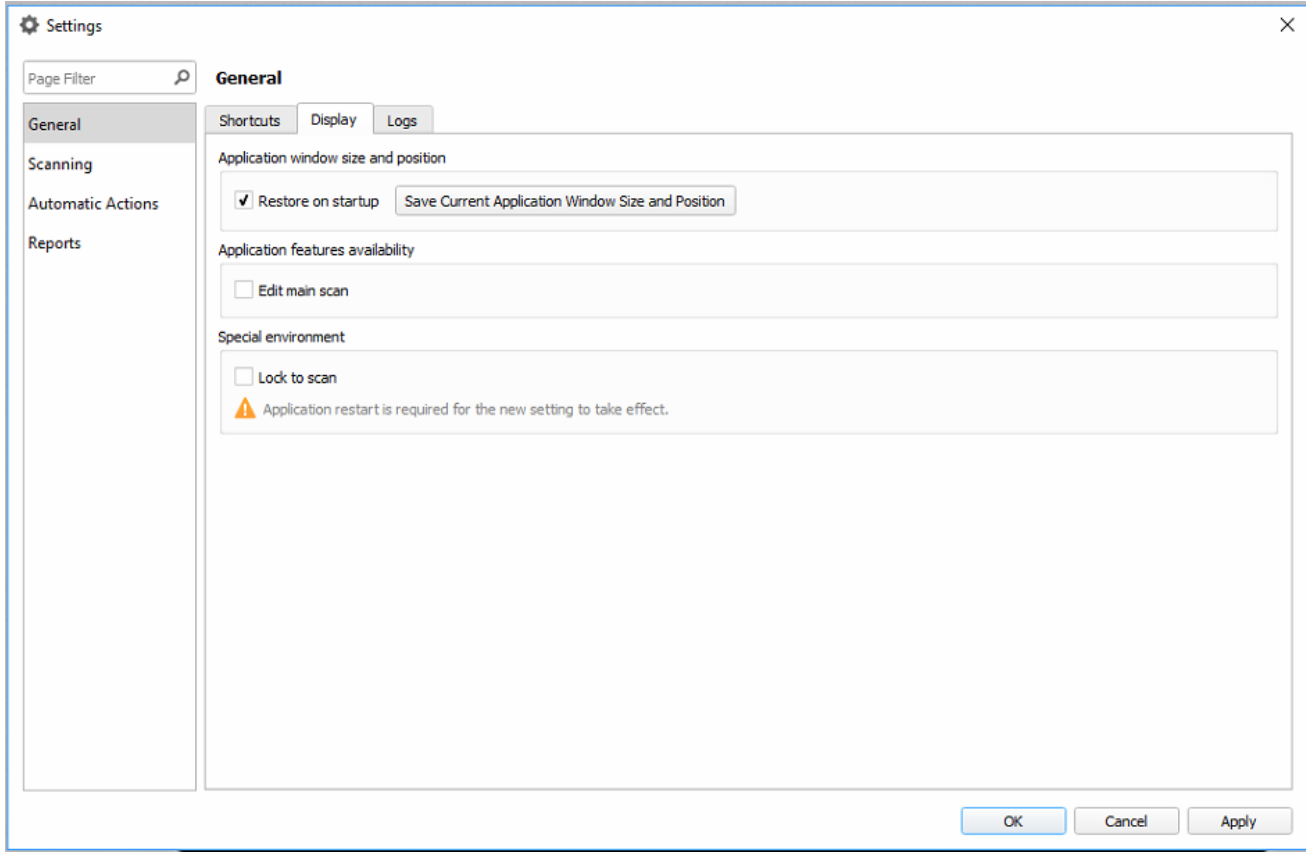 Settings
Page Filter
General
General
Scanning
Automatic Actions
Reports
Shortcuts Display Logs
Application window size and position
Restore on startup Save Current Application Window Size and Position
Application features availability
Edit main scan
Special environment
Lock to scan
Application restart is required for the new setting to take effect.
OK Cancel Apply